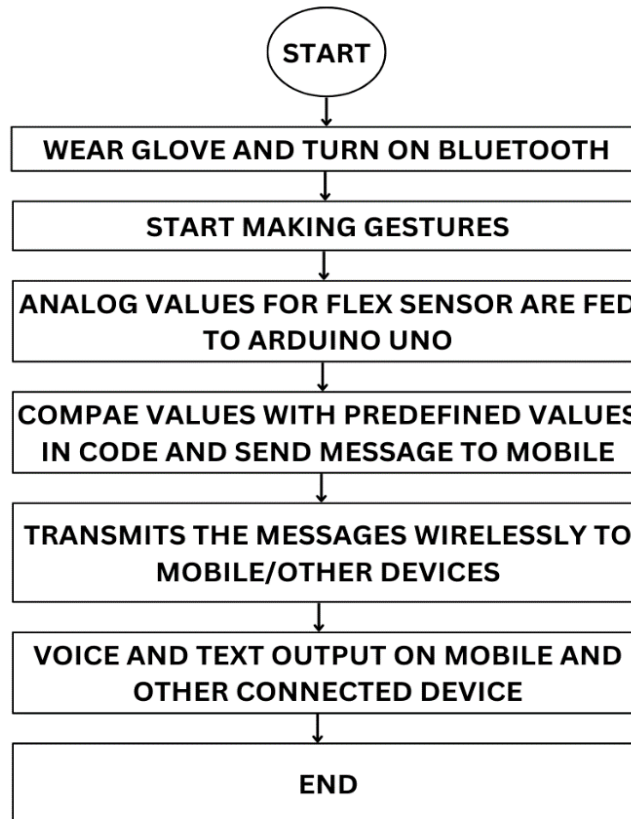 START
WEAR GLOVE AND TURN ON BLUETOOTH
START MAKING GESTURES
ANALOG VALUES FOR FLEX SENSOR ARE FED
TO ARDUINO UNO
COMPAE VALUES WITH PREDEFINED VALUES
IN CODE AND SEND MESSAGE TO MOBILE
TRANSMITS THE MESSAGES WIRELESSLY TO
MOBILE/OTHER DEVICES
VOICE AND TEXT OUTPUT ON MOBILE AND
OTHER CONNECTED DEVICE
END